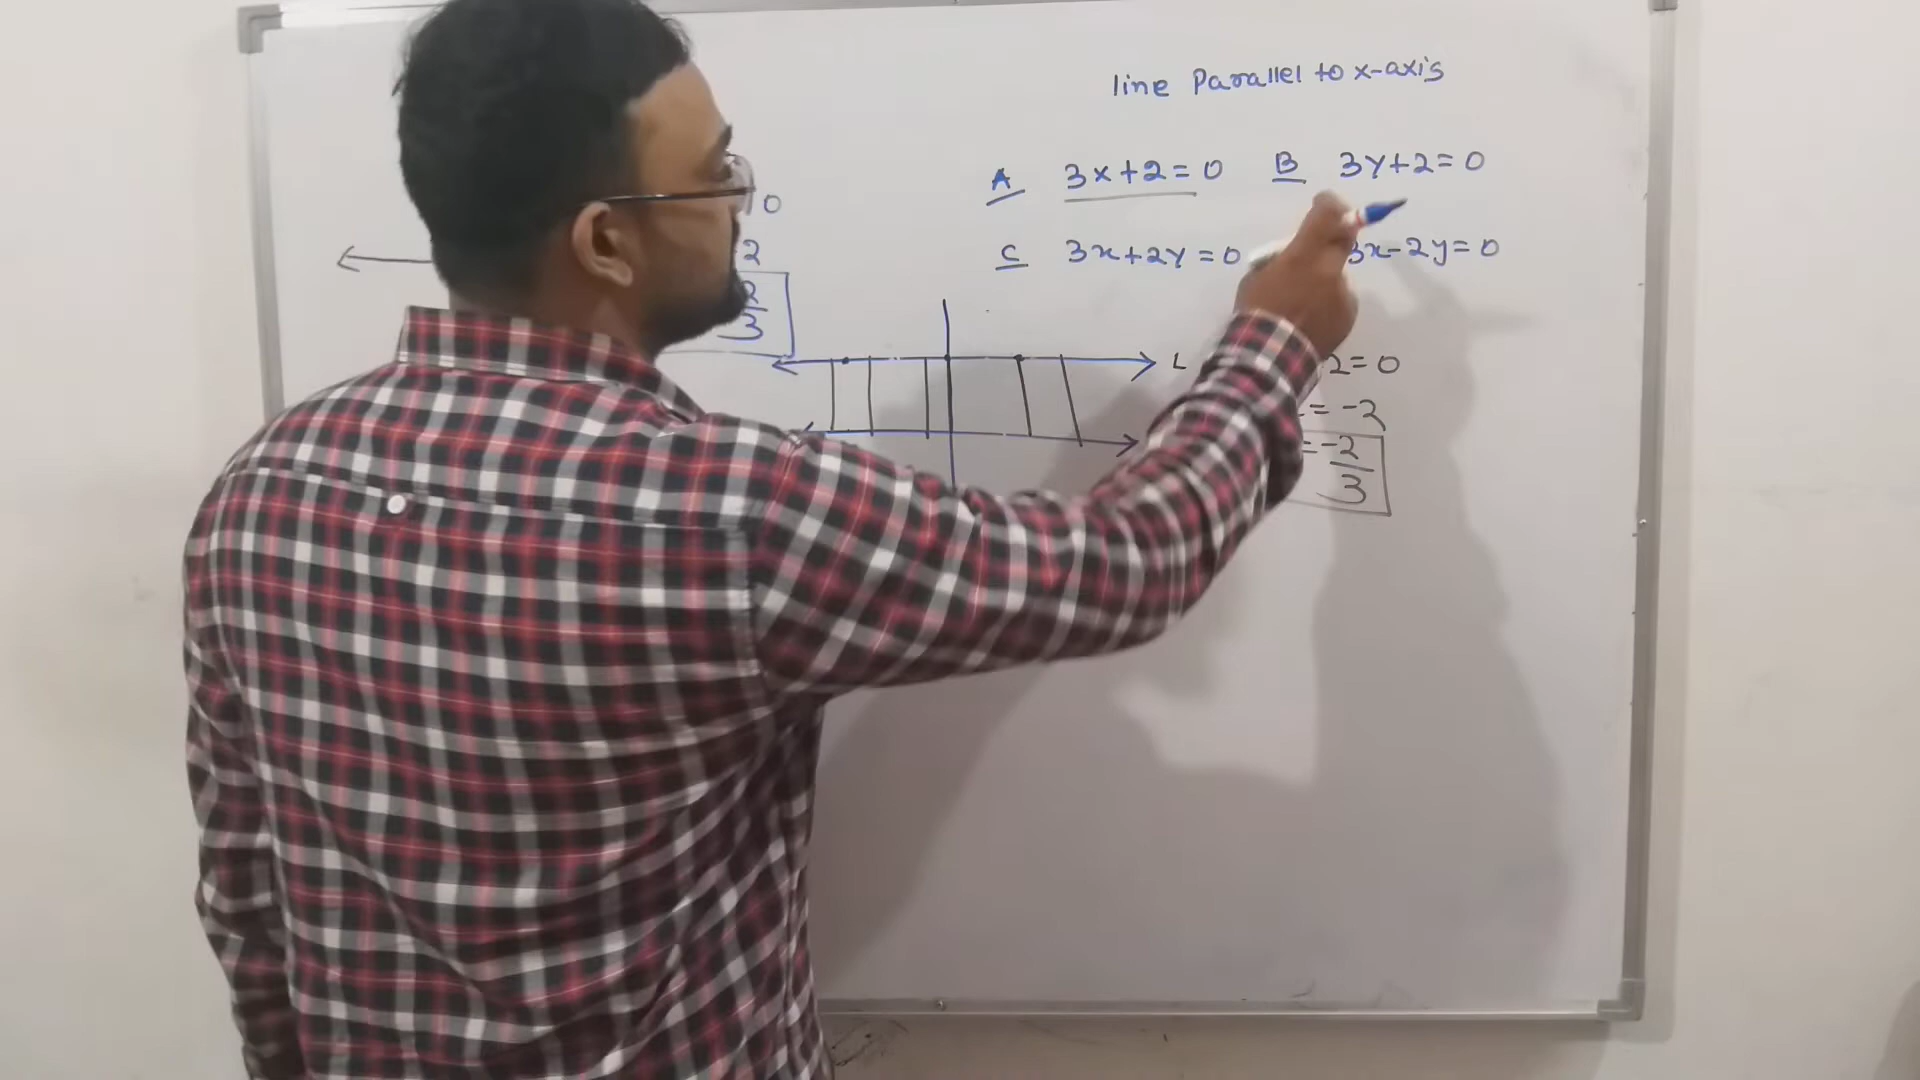 line Parallel to x-axis
A 3x+2=0 B 3y+2=0
C 3x+2y=0 3x-2y=0
0
2
2
3
L
2=0
=-2
=-2
3